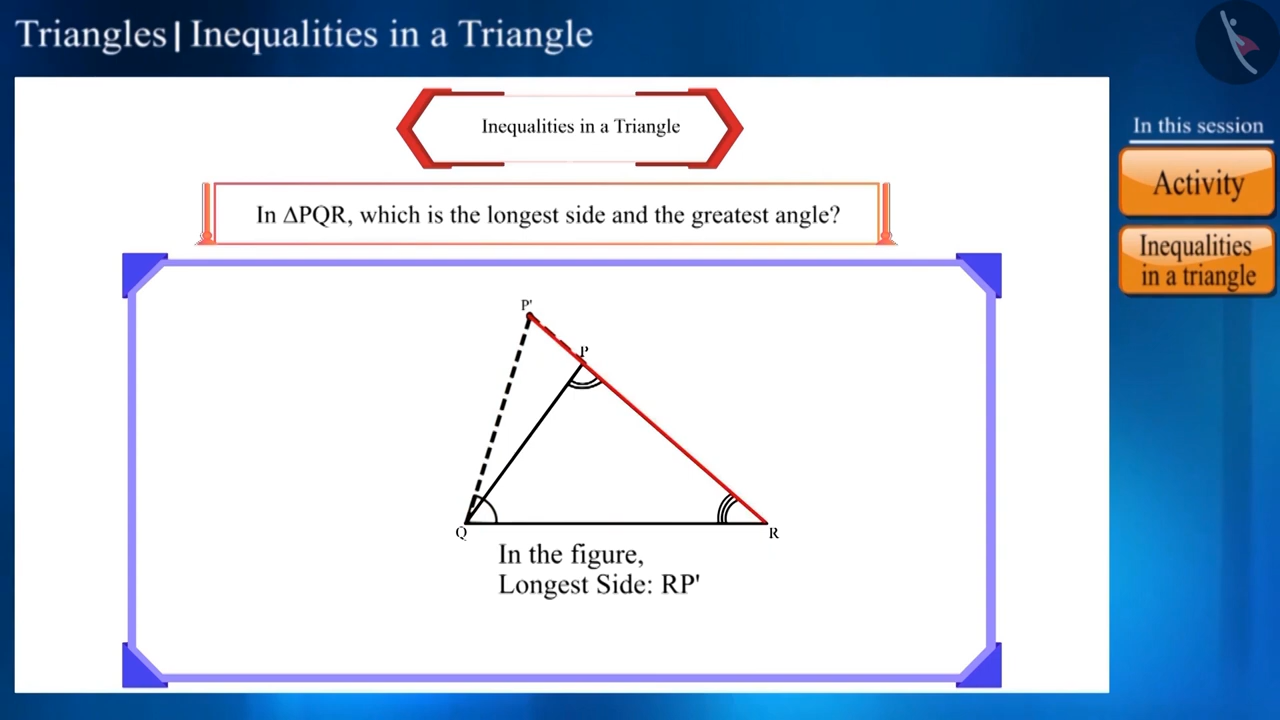 Triangles | Inequalities in a Triangle
In this session
Activity
Inequalities
in a triangle
Inequalities in a Triangle
In ΔPQR, which is the longest side and the greatest angle?
P'
P
Q
R
In the figure,
Longest Side: RP'